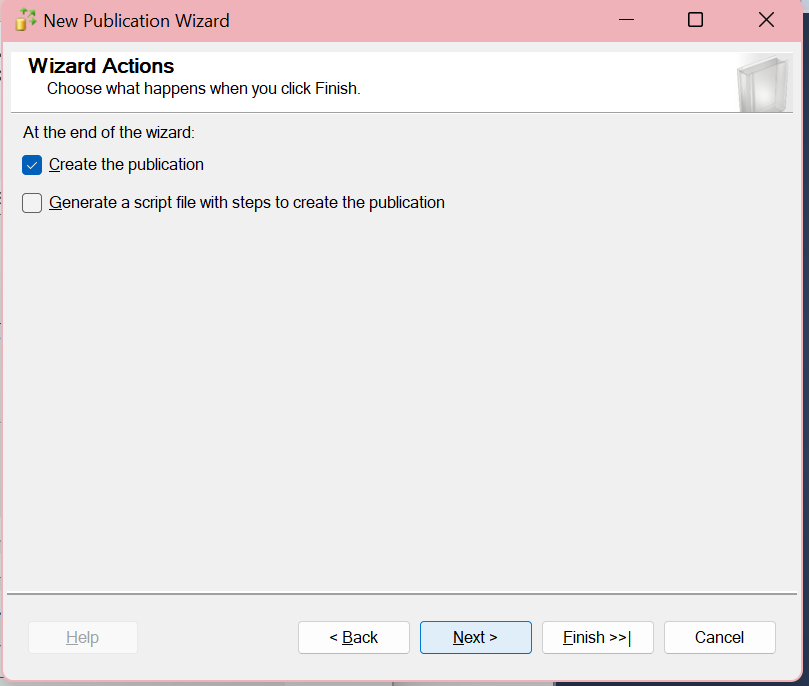 New Publication Wizard
Wizard Actions
Choose what happens when you click Finish.
At the end of the wizard:
Create the publication
Generate a script file with steps to create the publication
Help
< Back
Next >
Finish >>|
Cancel